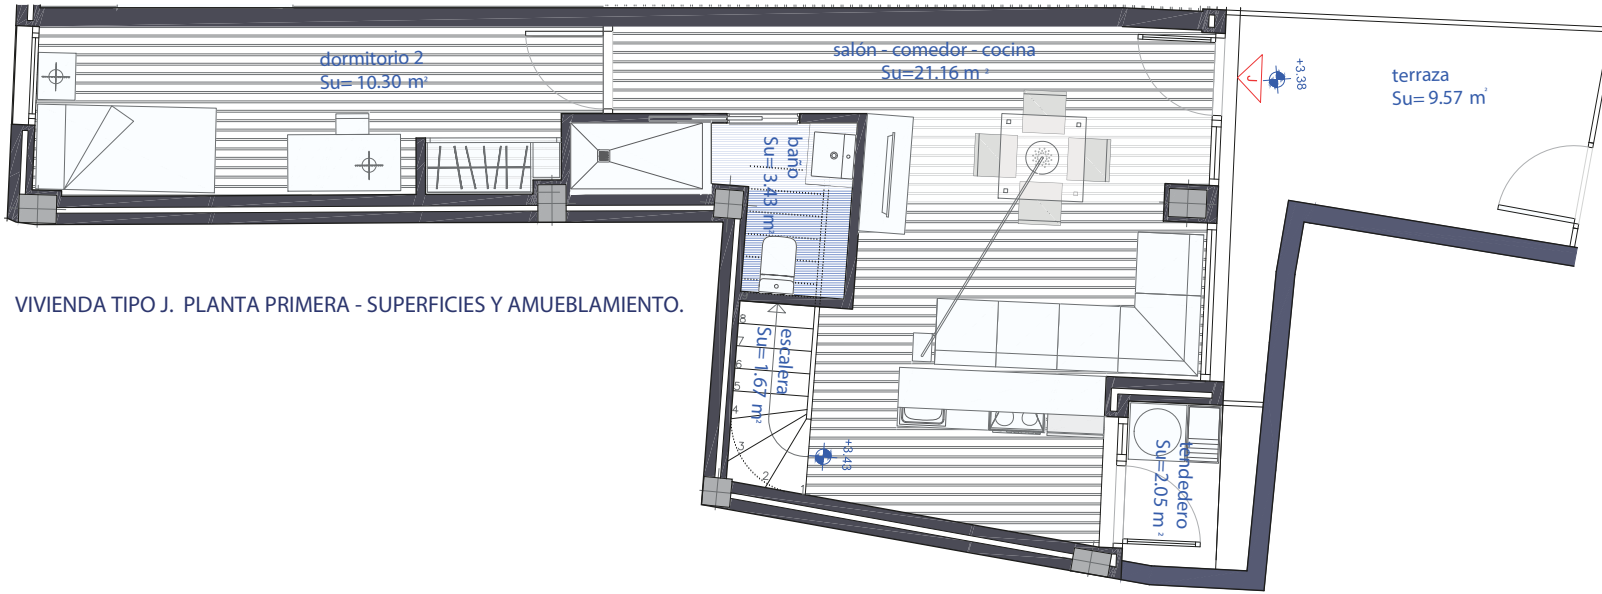 dormitorio 2
Su= 10.30 m²
salón - comedor - cocina
Su=21.16 m²
J
+3.38
terraza
Su= 9.57 m²
baño
Su= 3.43 m²
VIVIENDA TIPO J. PLANTA PRIMERA - SUPERFICIES Y AMUEBLAMIENTO.
escalera
Su= 1.67 m²
8
7
6
5
4
3
2
1
+3.43
tendedero
Su=2.05 m²